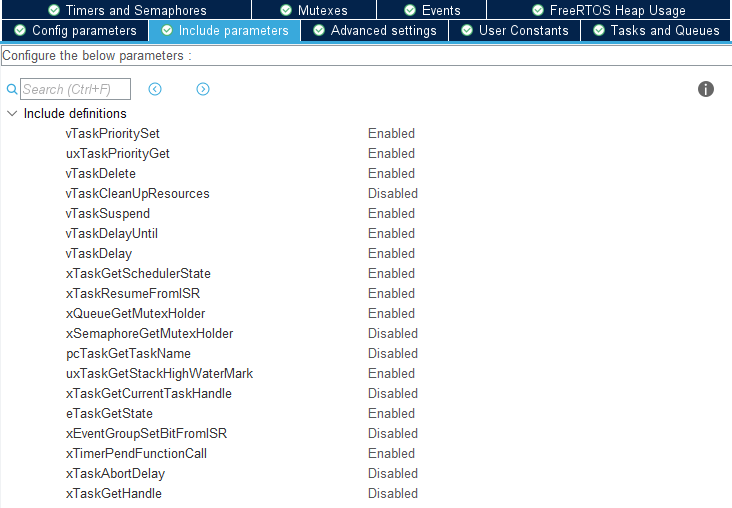 Timers and Semaphores Mutexes Events FreeRTOS Heap Usage
Config parameters Include parameters Advanced settings User Constants Tasks and Queues
Configure the below parameters :
Search (Ctrl+F)
Include definitions
vTaskPrioritySet Enabled
uxTaskPriorityGet Enabled
vTaskDelete Enabled
vTaskCleanUpResources Disabled
vTaskSuspend Enabled
vTaskDelayUntil Enabled
vTaskDelay Enabled
xTaskGetSchedulerState Enabled
xTaskResumeFromISR Enabled
xQueueGetMutexHolder Enabled
xSemaphoreGetMutexHolder Disabled
pcTaskGetTaskName Disabled
uxTaskGetStackHighWaterMark Enabled
xTaskGetCurrentTaskHandle Disabled
eTaskGetState Enabled
xEventGroupSetBitFromISR Disabled
xTimerPendFunctionCall Enabled
xTaskAbortDelay Disabled
xTaskGetHandle Disabled